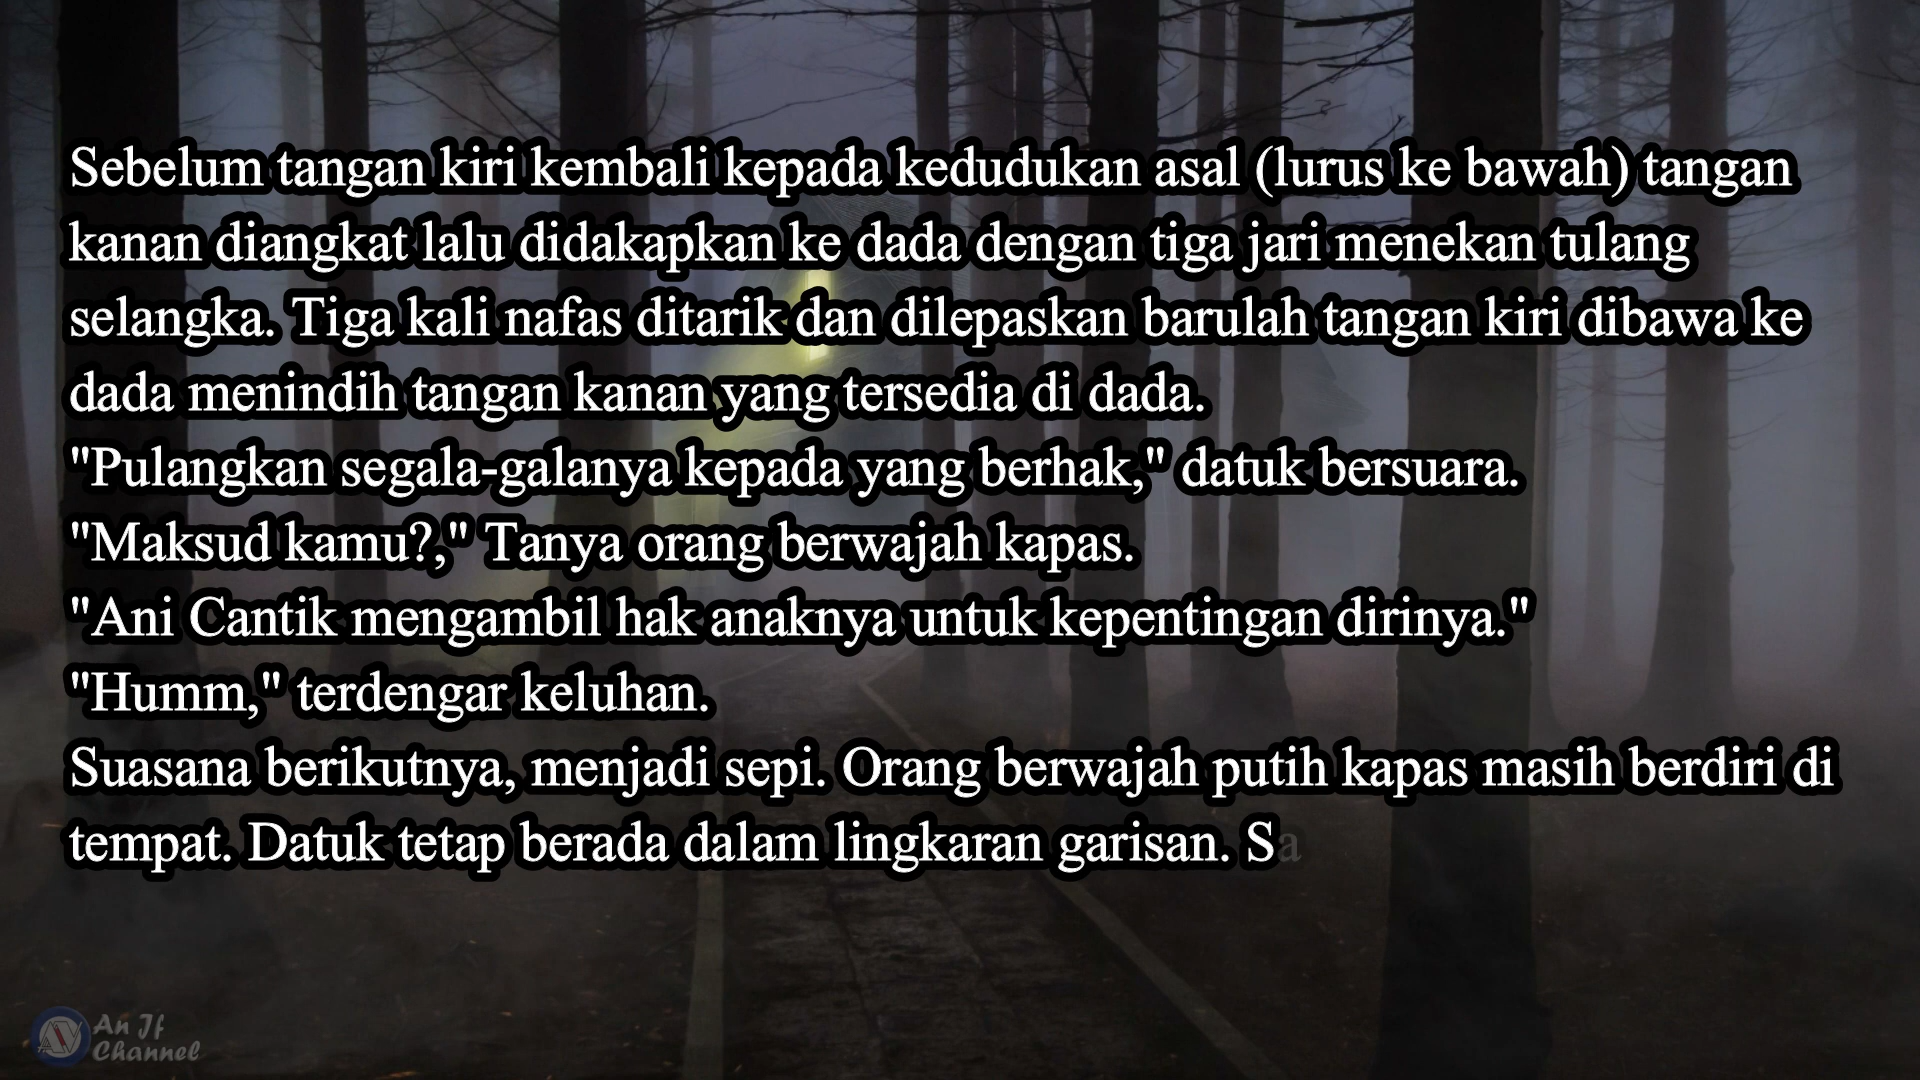 Sebelum tangan kiri kembali kepada kedudukan asal (lurus ke bawah) tangan
kanan diangkat lalu didakapkan ke dada dengan tiga jari menekan tulang
selangka. Tiga kali nafas ditarik dan dilepaskan barulah tangan kiri dibawa ke
dada menindih tangan kanan yang tersedia di dada.
"Pulangkan segala-galanya kepada yang berhak," datuk bersuara.
"Maksud kamu?," Tanya orang berwajah kapas.
"Ani Cantik mengambil hak anaknya untuk kepentingan dirinya."
"Humm," terdengar keluhan.
Suasana berikutnya, menjadi sepi. Orang berwajah putih kapas masih berdiri di
tempat. Datuk tetap berada dalam lingkaran garisan. Sa
An If
Channel